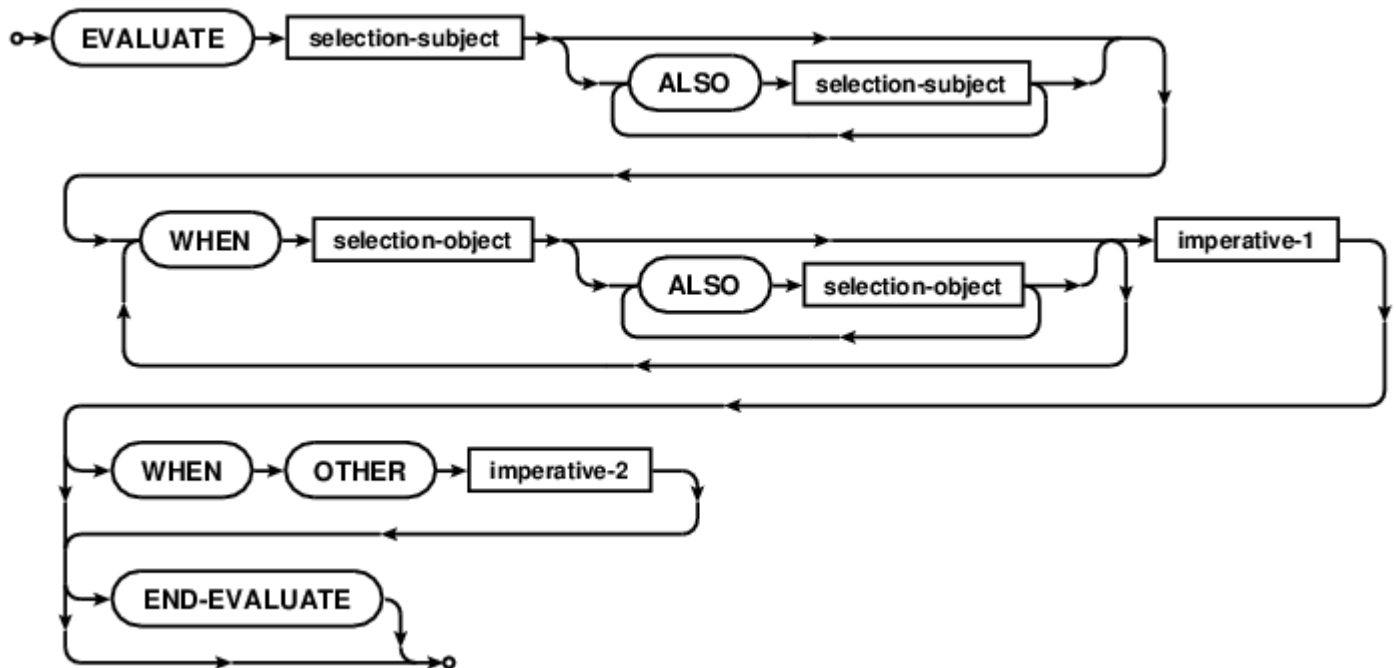 EVALUATE selection-subject
ALSO selection-subject
WHEN selection-object imperative-1
ALSO selection-object
WHEN OTHER imperative-2
END-EVALUATE